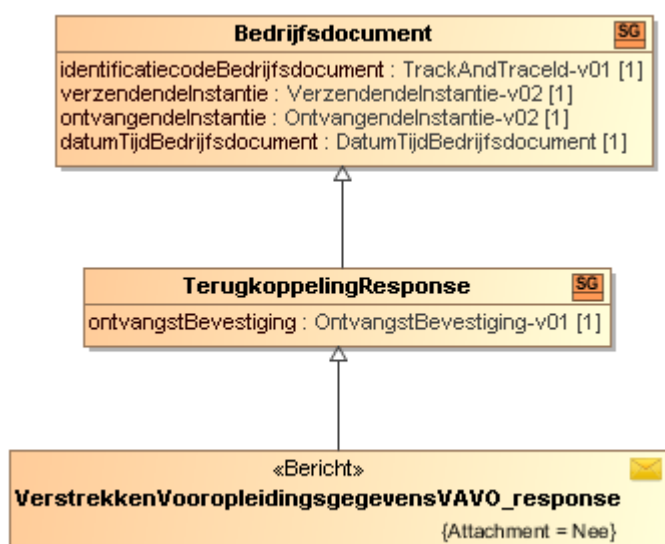 Bedrijfsdocument SG
identificatiecodeBedrijfsdocument : TrackAndTraceId-v01 [1]
verzendendeInstantie : VerzendendeInstantie-v02 [1]
ontvangendeInstantie : OntvangendeInstantie-v02 [1]
datumTijdBedrijfsdocument : DatumTijdBedrijfsdocument [1]
TerugkoppelingResponse SG
ontvangstBevestiging : OntvangstBevestiging-v01 [1]
«Bericht»
VerstrekkenVooropleidingsgegevensVAVO_response
{Attachment = Nee}